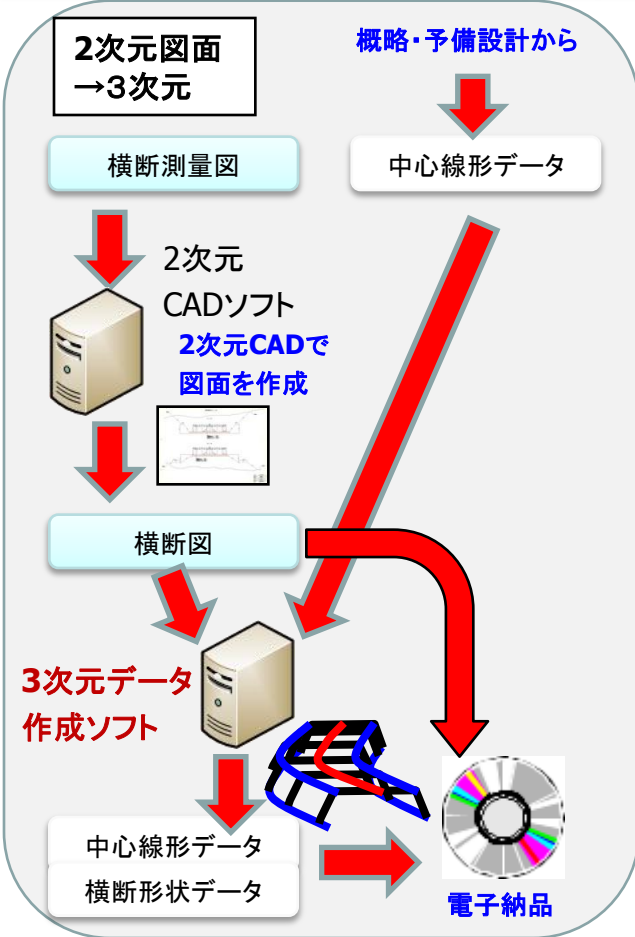 2次元図面
→3次元
概略・予備設計から
横断測量図
中心線形データ
2次元
CADソフト
2次元CADで
図面を作成
横断図
3次元データ
作成ソフト
中心線形データ
横断形状データ
電子納品